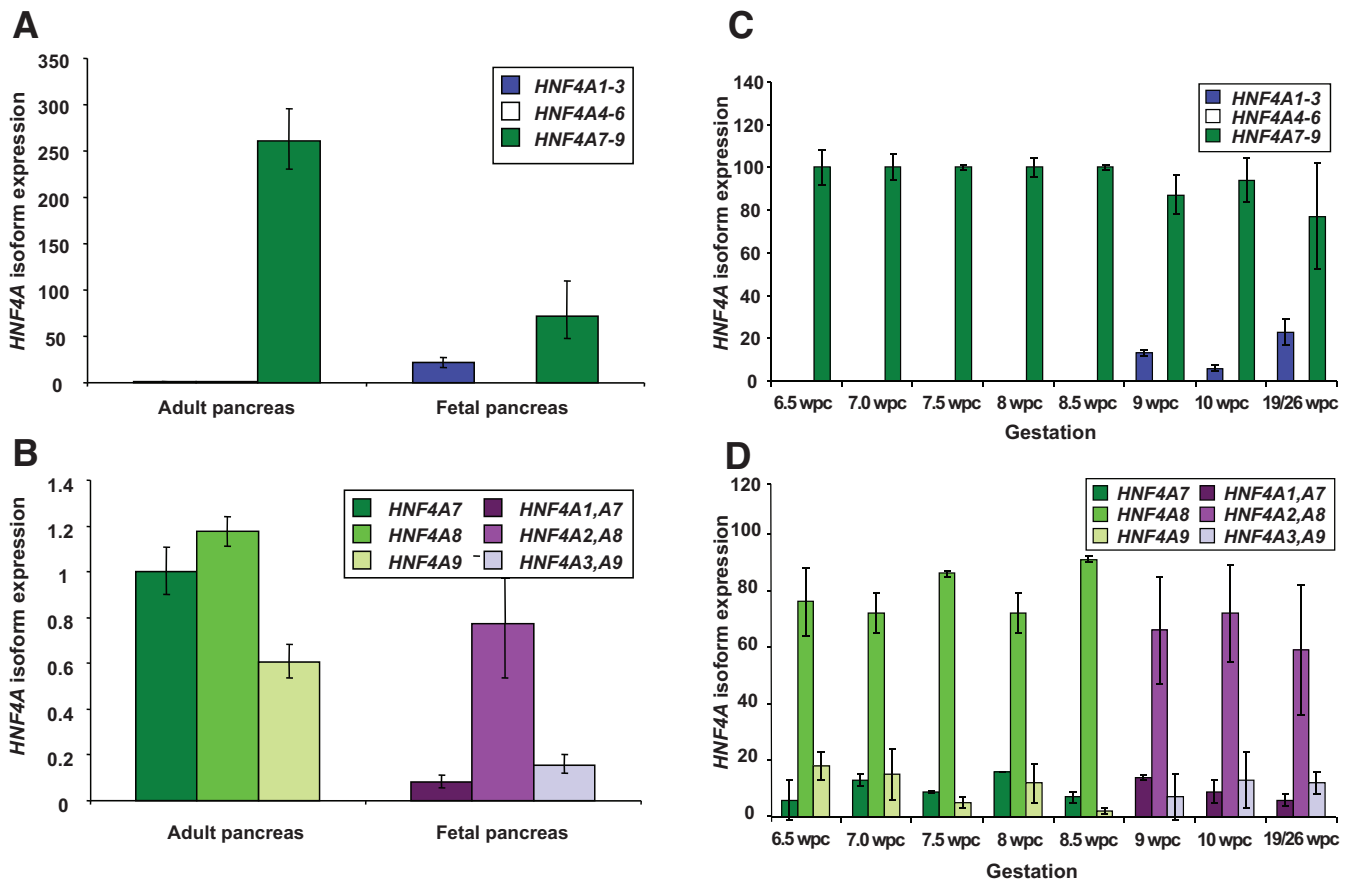 A
350
300
250
200
150
100
50
0
HNF4A isoform expression
HNF4A1-3
HNF4A4-6
HNF4A7-9
Adult pancreas
Fetal pancreas
B
1.4
1.2
1
0.8
0.6
0.4
0.2
0
HNF4A isoform expression
HNF4A7
HNF4A1,A7
HNF4A8
HNF4A2,A8
HNF4A9
HNF4A3,A9
Adult pancreas
Fetal pancreas
C
140
120
100
80
60
40
20
0
HNF4A isoform expression
HNF4A1-3
HNF4A4-6
HNF4A7-9
6.5 wpc 7.0 wpc 7.5 wpc 8 wpc 8.5 wpc 9 wpc 10 wpc 19/26 wpc
Gestation
D
120
100
80
60
40
20
0
HNF4A isoform expression
HNF4A7
HNF4A1,A7
HNF4A8
HNF4A2,A8
HNF4A9
HNF4A3,A9
6.5 wpc 7.0 wpc 7.5 wpc 8 wpc 8.5 wpc 9 wpc 10 wpc 19/26 wpc
Gestation